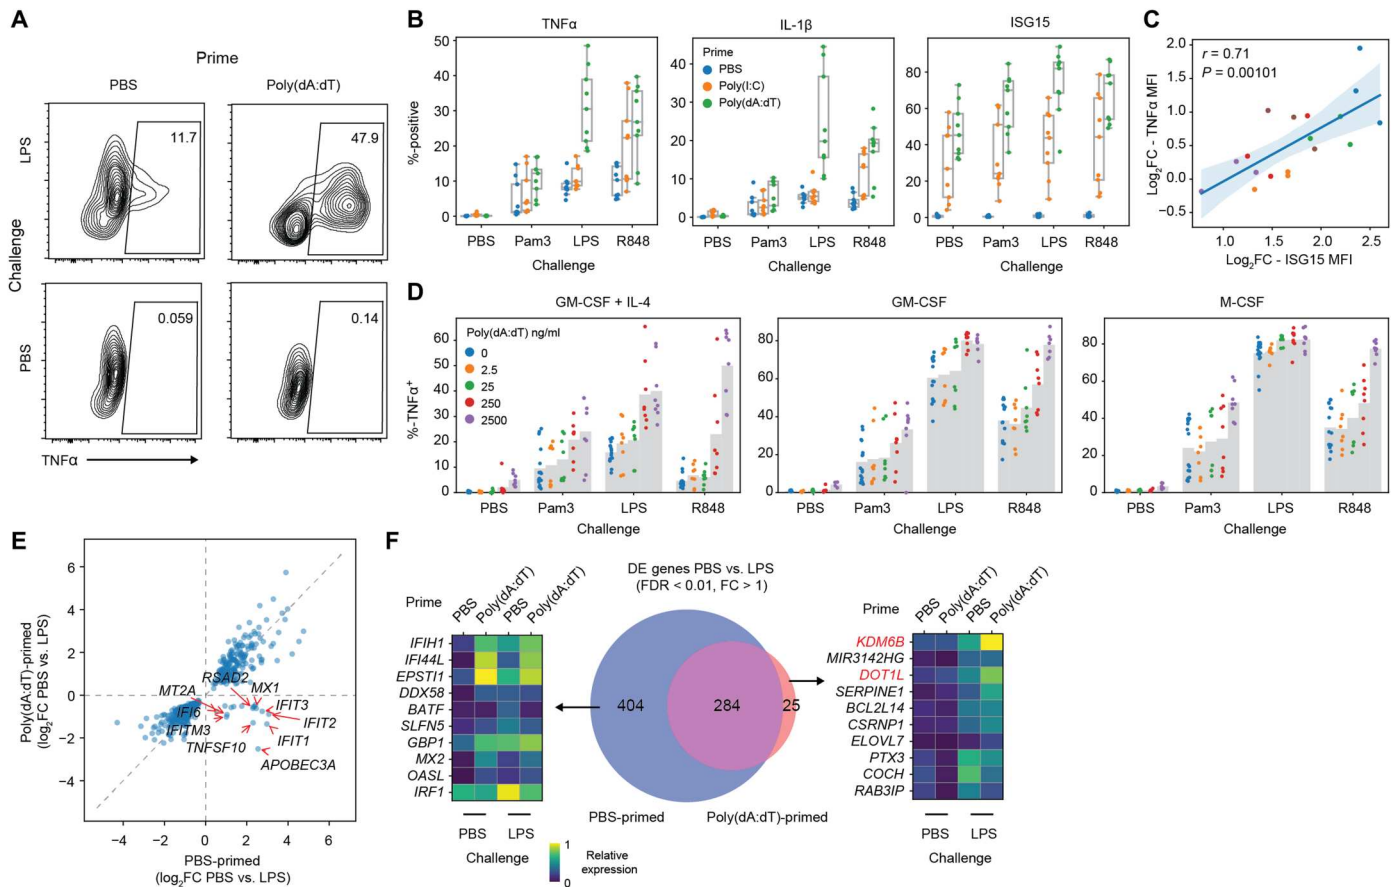 A
Prime
PBS
Poly(dA:dT)
LPS
11.7
47.9
Challenge
PBS
0.059
0.14
TNFα
B
TNFα
IL-1β
ISG15
%-positive
50
40
30
20
10
0
PBS
Pam3
LPS
R848
Challenge
40
20
0
Prime
PBS
Poly(I:C)
Poly(dA:dT)
PBS
Pam3
LPS
R848
Challenge
80
60
40
20
0
PBS
Pam3
LPS
R848
Challenge
C
r = 0.71
P = 0.00101
Log2FC - TNFα MFI
2.0
1.5
1.0
0.5
0.0
−0.5
1.0
1.5
2.0
2.5
Log2FC - ISG15 MFI
D
GM-CSF + IL-4
GM-CSF
M-CSF
%-TNFα+
Poly(dA:dT) ng/ml
0
2.5
25
250
2500
60
50
40
30
20
10
0
PBS
Pam3
LPS
R848
Challenge
80
60
40
20
0
PBS
Pam3
LPS
R848
Challenge
80
60
40
20
0
PBS
Pam3
LPS
R848
Challenge
E
Poly(dA:dT)-primed
(log2FC PBS vs. LPS)
6
4
2
0
−2
−4
RSAD2
MT2A
MX1
IFI6
IFIT3
IFITM3
IFIT2
TNFSF10
IFIT1
APOBEC3A
−4
−2
0
2
4
6
PBS-primed
(log2FC PBS vs. LPS)
F
Prime
PBS
Poly(dA:dT)
PBS
Poly(dA:dT)
IFIH1
IFI44L
EPSTI1
DDX58
BATF
SLFN5
GBP1
MX2
OASL
IRF1
PBS
LPS
Challenge
1
0
Relative
expression
DE genes PBS vs. LPS
(FDR < 0.01, FC > 1)
404
284
25
PBS-primed
Poly(dA:dT)-primed
Prime
PBS
Poly(dA:dT)
PBS
Poly(dA:dT)
KDM6B
MIR3142HG
DOT1L
SERPINE1
BCL2L14
CSRNP1
ELOVL7
PTX3
COCH
RAB3IP
PBS
LPS
Challenge